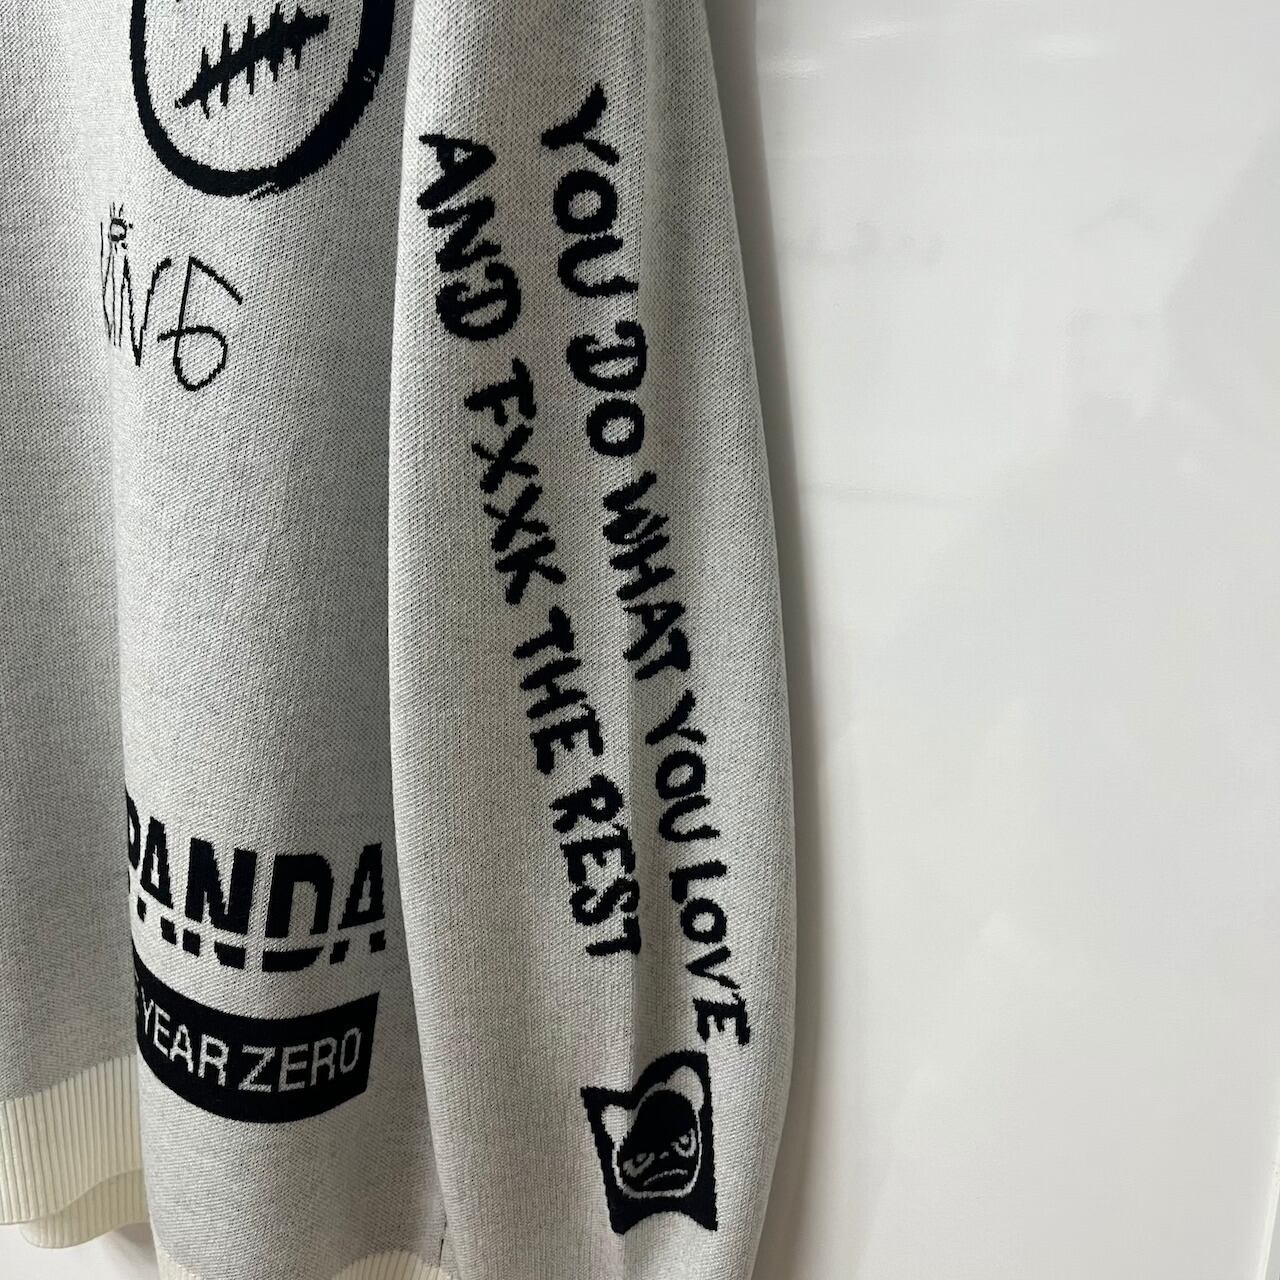 YOU DO WHAT YOU LOVE
AND FXXK THE REST
KING
PANDA
YEAR ZERO